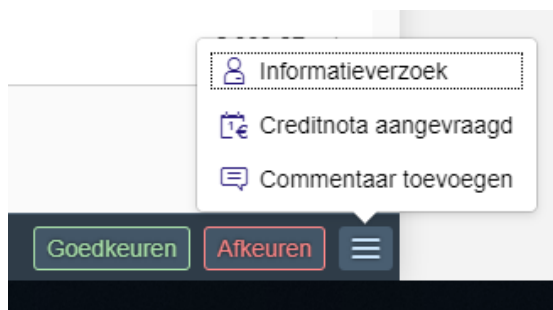 Informatieverzoek
Creditnota aangevraagd
Commentaar toevoegen
Goedkeuren Afkeuren